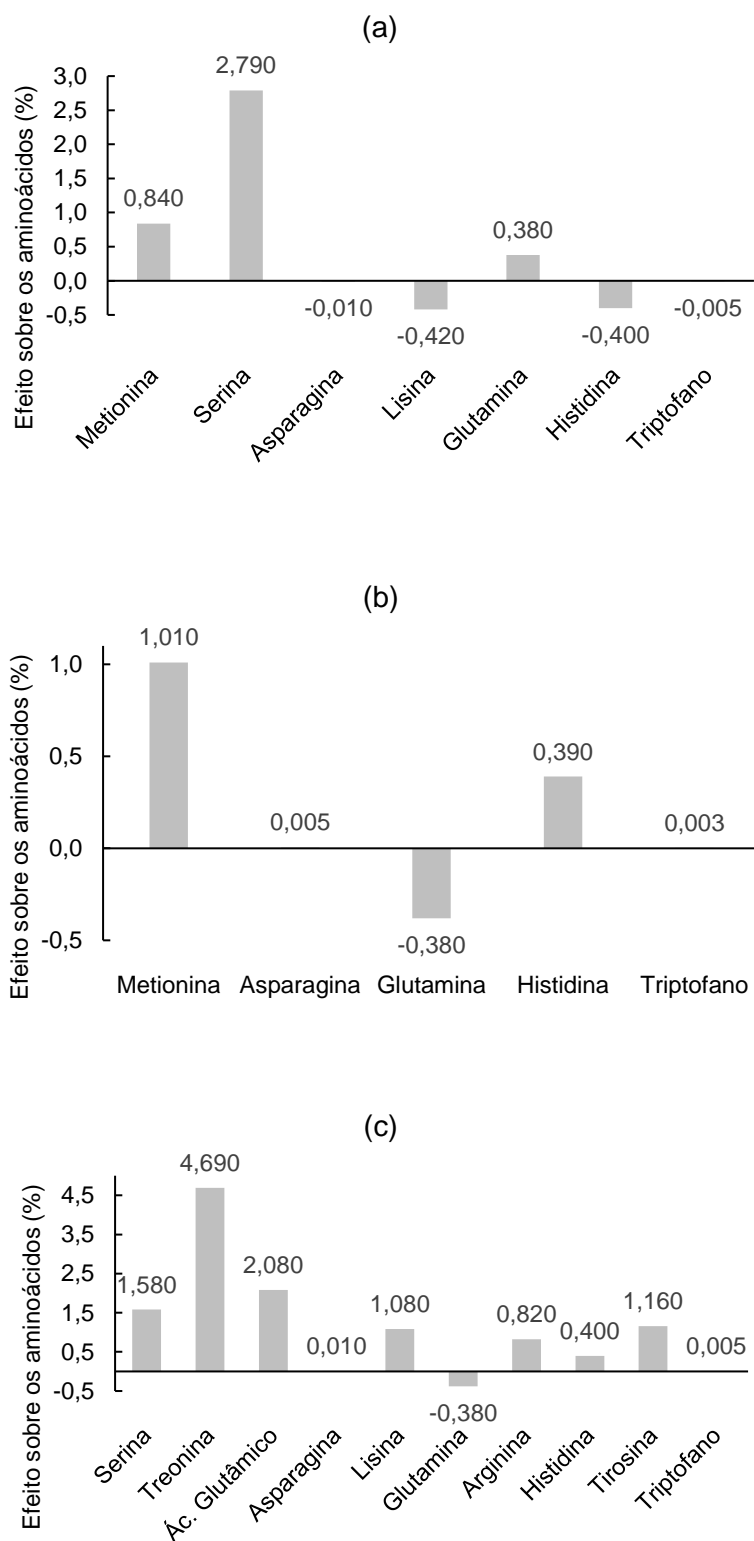 (a)
Efeito sobre os aminoácidos (%)
3,0
2,5
2,0
1,5
1,0
0,5
0,0
-0,5
0,840
2,790
-0,010
-0,420
0,380
-0,400
-0,005
Metionina
Serina
Asparagina
Lisina
Glutamina
Histidina
Triptofano
(b)
Efeito sobre os aminoácidos (%)
1,0
0,5
0,0
-0,5
1,010
0,005
-0,380
0,390
0,003
Metionina
Asparagina
Glutamina
Histidina
Triptofano
(c)
Efeito sobre os aminoácidos (%)
4,5
3,5
2,5
1,5
0,5
-0,5
1,580
4,690
2,080
0,010
1,080
-0,380
0,820
0,400
1,160
0,005
Serina
Treonina
Ác. Glutâmico
Asparagina
Lisina
Glutamina
Arginina
Histidina
Tirosina
Triptofano